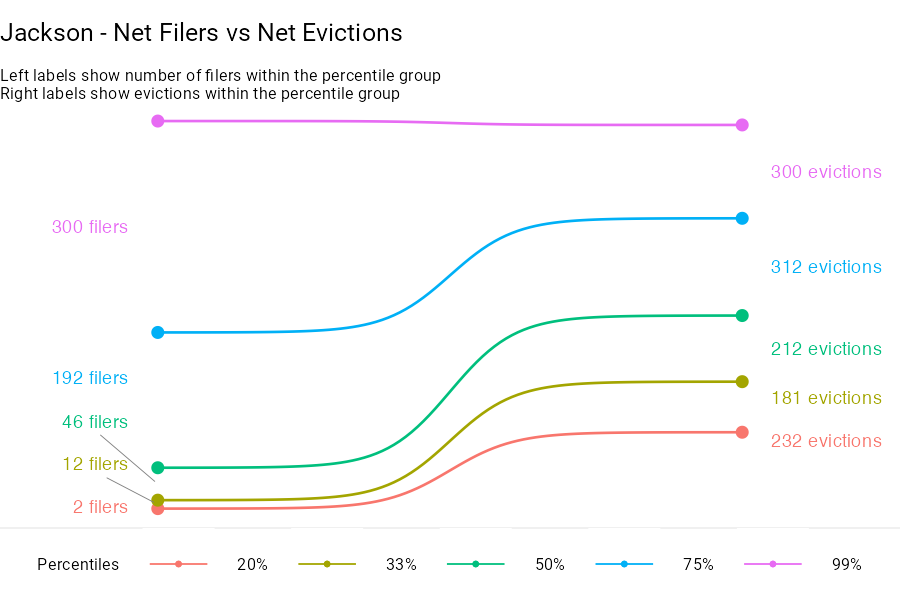 Jackson - Net Filers vs Net Evictions
Left labels show number of filers within the percentile group
Right labels show evictions within the percentile group
300 evictions
300 filers
312 evictions
212 evictions
192 filers
181 evictions
46 filers
232 evictions
12 filers
2 filers
Percentiles 20% 33% 50% 75% 99%